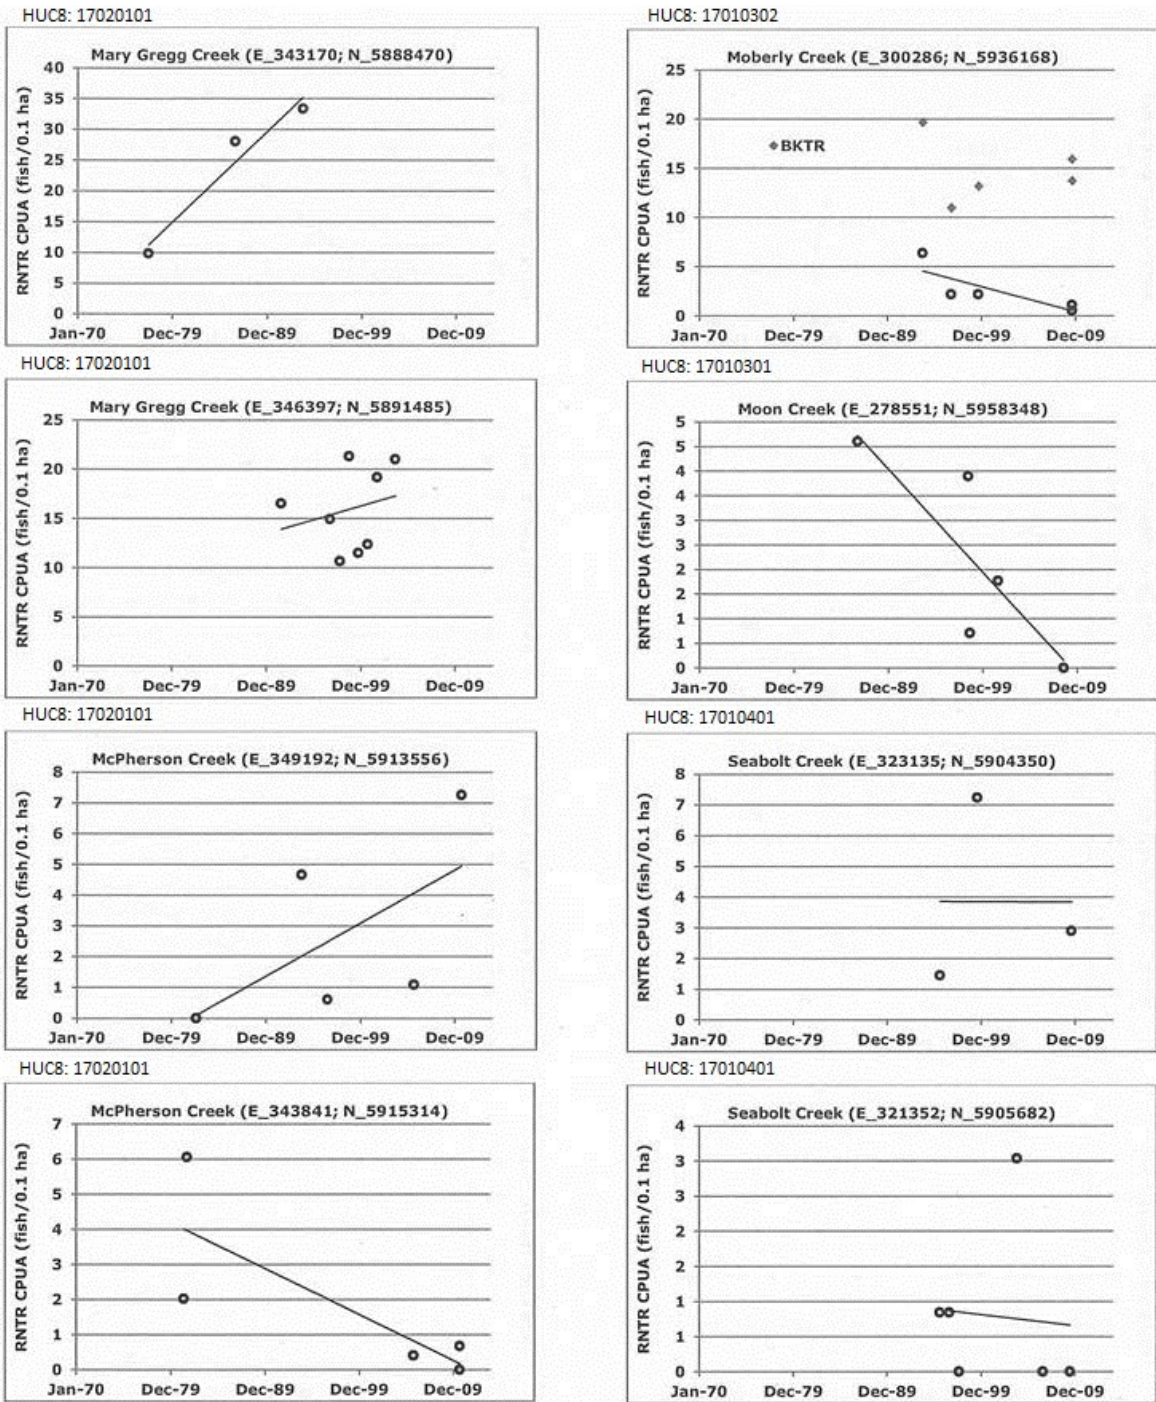 HUC8: 17020101
Mary Gregg Creek (E_343170; N_5888470)
RNTR CPUA (fish/0.1 ha)
40
35
30
25
20
15
10
5
0
Jan-70 Dec-79 Dec-89 Dec-99 Dec-09
HUC8: 17010302
Moberly Creek (E_300286; N_5936168)
RNTR CPUA (fish/0.1 ha)
25
20
15
10
5
0
BKTR
Jan-70 Dec-79 Dec-89 Dec-99 Dec-09
HUC8: 17020101
Mary Gregg Creek (E_346397; N_5891485)
RNTR CPUA (fish/0.1 ha)
25
20
15
10
5
0
Jan-70 Dec-79 Dec-89 Dec-99 Dec-09
HUC8: 17010301
Moon Creek (E_278551; N_5958348)
RNTR CPUA (fish/0.1 ha)
5
5
4
4
3
3
2
2
1
1
0
Jan-70 Dec-79 Dec-89 Dec-99 Dec-09
HUC8: 17020101
McPherson Creek (E_349192; N_5913556)
RNTR CPUA (fish/0.1 ha)
8
7
6
5
4
3
2
1
0
Jan-70 Dec-79 Dec-89 Dec-99 Dec-09
HUC8: 17010401
Seabolt Creek (E_323135; N_5904350)
RNTR CPUA (fish/0.1 ha)
8
7
6
5
4
3
2
1
0
Jan-70 Dec-79 Dec-89 Dec-99 Dec-09
HUC8: 17020101
McPherson Creek (E_343841; N_5915314)
RNTR CPUA (fish/0.1 ha)
7
6
5
4
3
2
1
0
Jan-70 Dec-79 Dec-89 Dec-99 Dec-09
HUC8: 17010401
Seabolt Creek (E_321352; N_5905682)
RNTR CPUA (fish/0.1 ha)
4
3
3
2
2
1
1
0
Jan-70 Dec-79 Dec-89 Dec-99 Dec-09